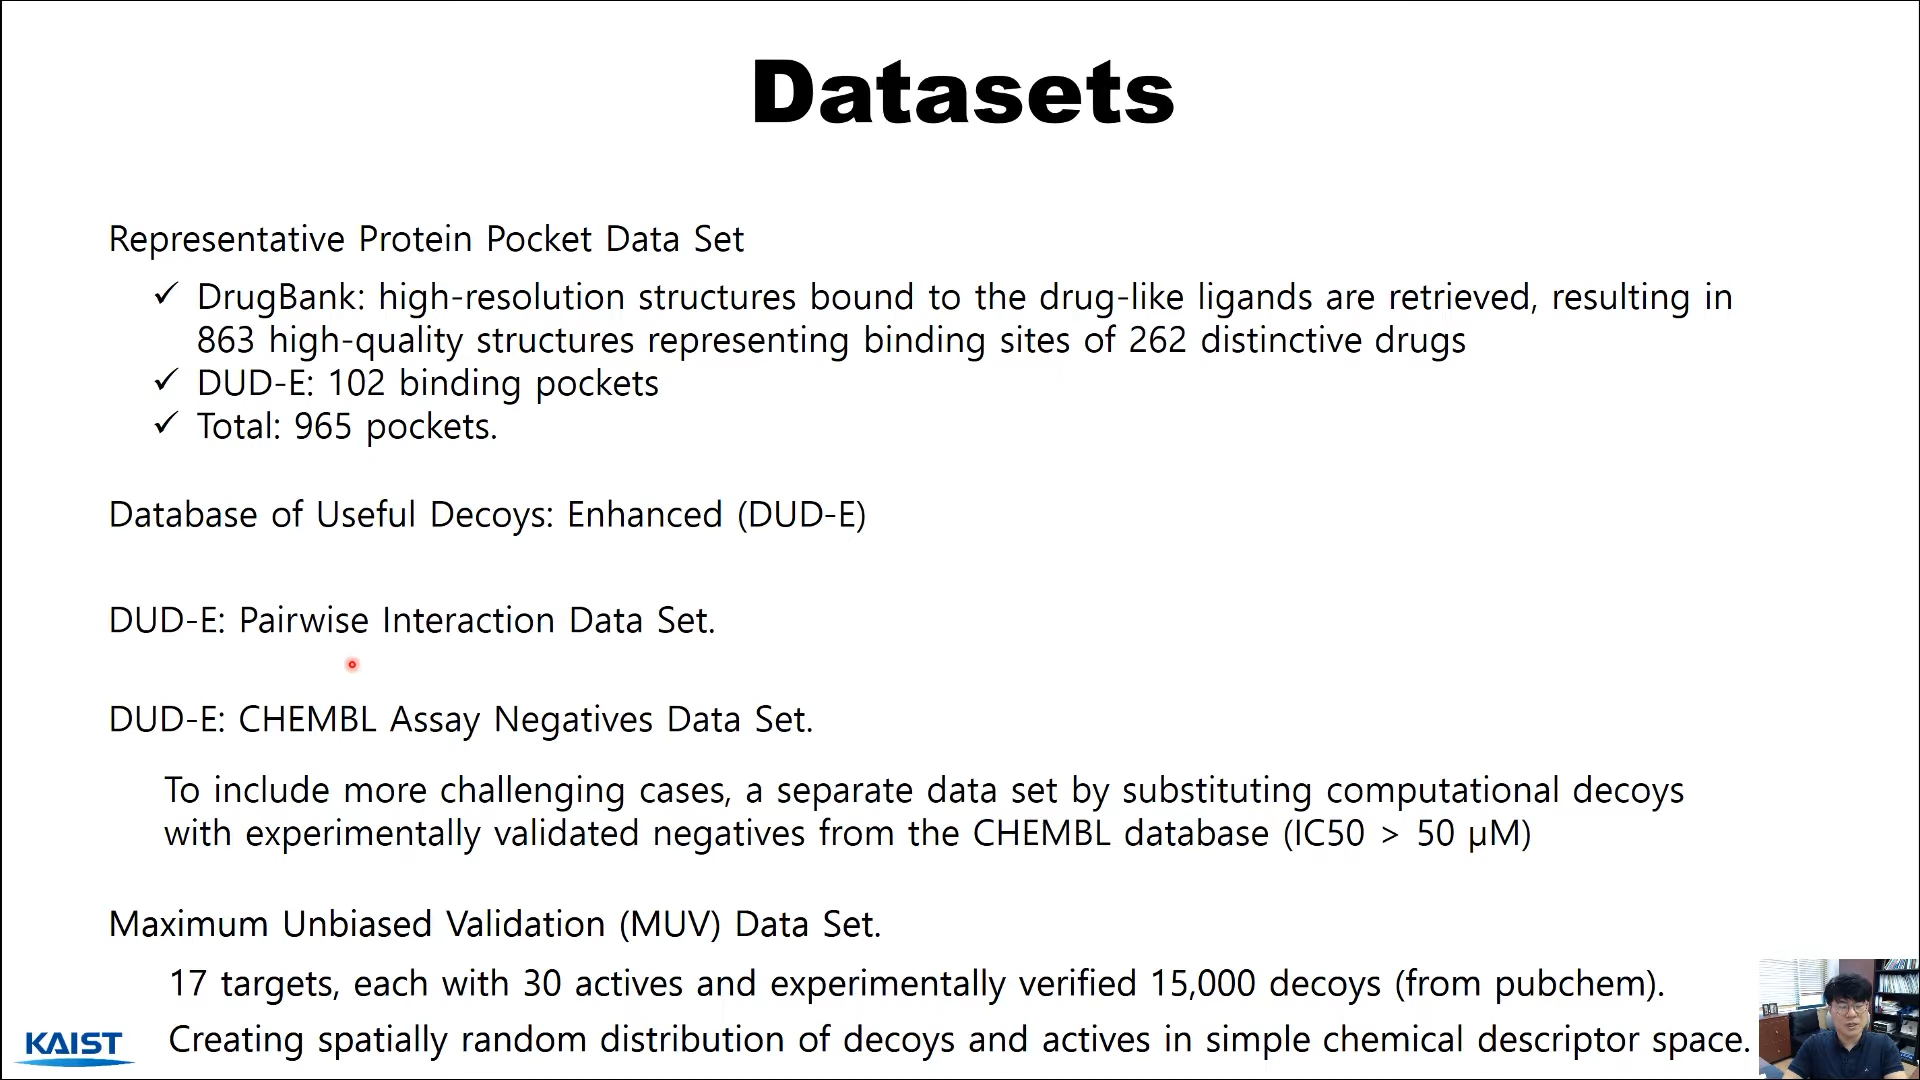 Datasets
Representative Protein Pocket Data Set
✓ DrugBank: high-resolution structures bound to the drug-like ligands are retrieved, resulting in
863 high-quality structures representing binding sites of 262 distinctive drugs
✓ DUD-E: 102 binding pockets
✓ Total: 965 pockets.
Database of Useful Decoys: Enhanced (DUD-E)
DUD-E: Pairwise Interaction Data Set.
DUD-E: CHEMBL Assay Negatives Data Set.
To include more challenging cases, a separate data set by substituting computational decoys
with experimentally validated negatives from the CHEMBL database (IC50 > 50 μM)
Maximum Unbiased Validation (MUV) Data Set.
17 targets, each with 30 actives and experimentally verified 15,000 decoys (from pubchem).
Creating spatially random distribution of decoys and actives in simple chemical descriptor space.
KAIST